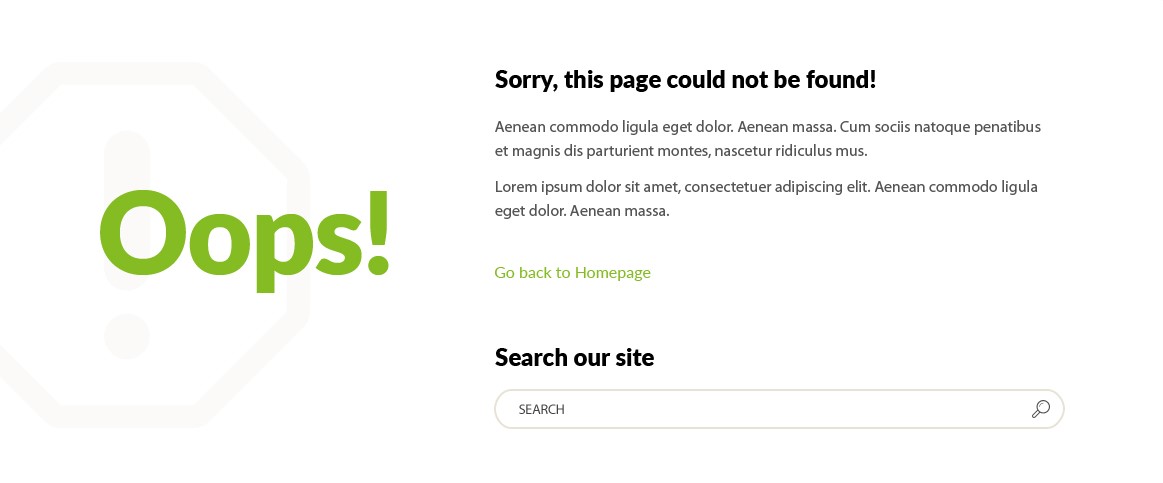 Oops!
Sorry, this page could not be found!
Aenean commodo ligula eget dolor. Aenean massa. Cum sociis natoque penatibus
et magnis dis parturient montes, nascetur ridiculus mus.
Lorem ipsum dolor sit amet, consectetuer adipiscing elit. Aenean commodo ligula
eget dolor. Aenean massa.
Go back to Homepage
Search our site
SEARCH